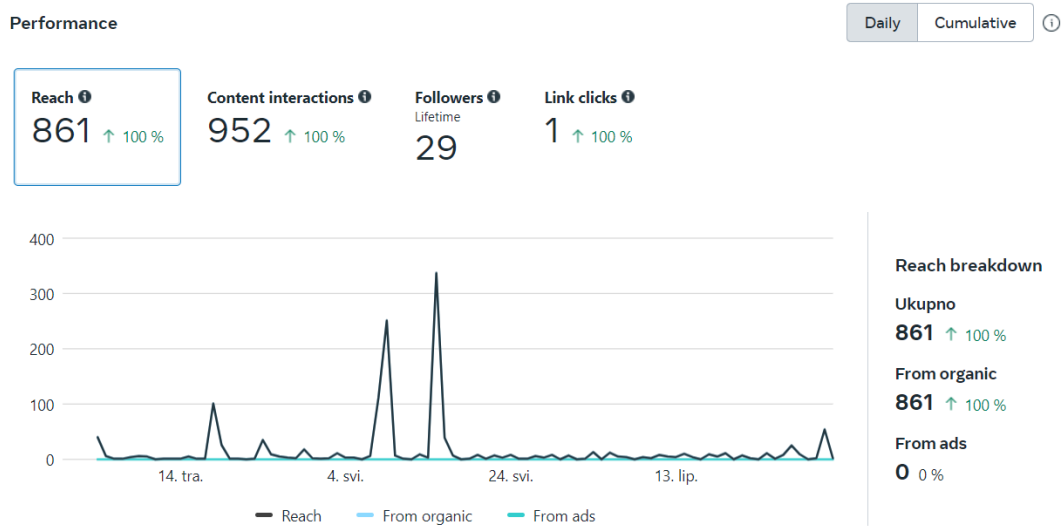 Performance
Daily
Cumulative
Reach
861 ↑ 100 %
Content interactions
952 ↑ 100 %
Followers
Lifetime
29
Link clicks
1 ↑ 100 %
400
300
200
100
0
14. tra.
4. svi.
24. svi.
13. lip.
Reach
From organic
From ads
Reach breakdown
Ukupno
861 ↑ 100 %
From organic
861 ↑ 100 %
From ads
0 0 %